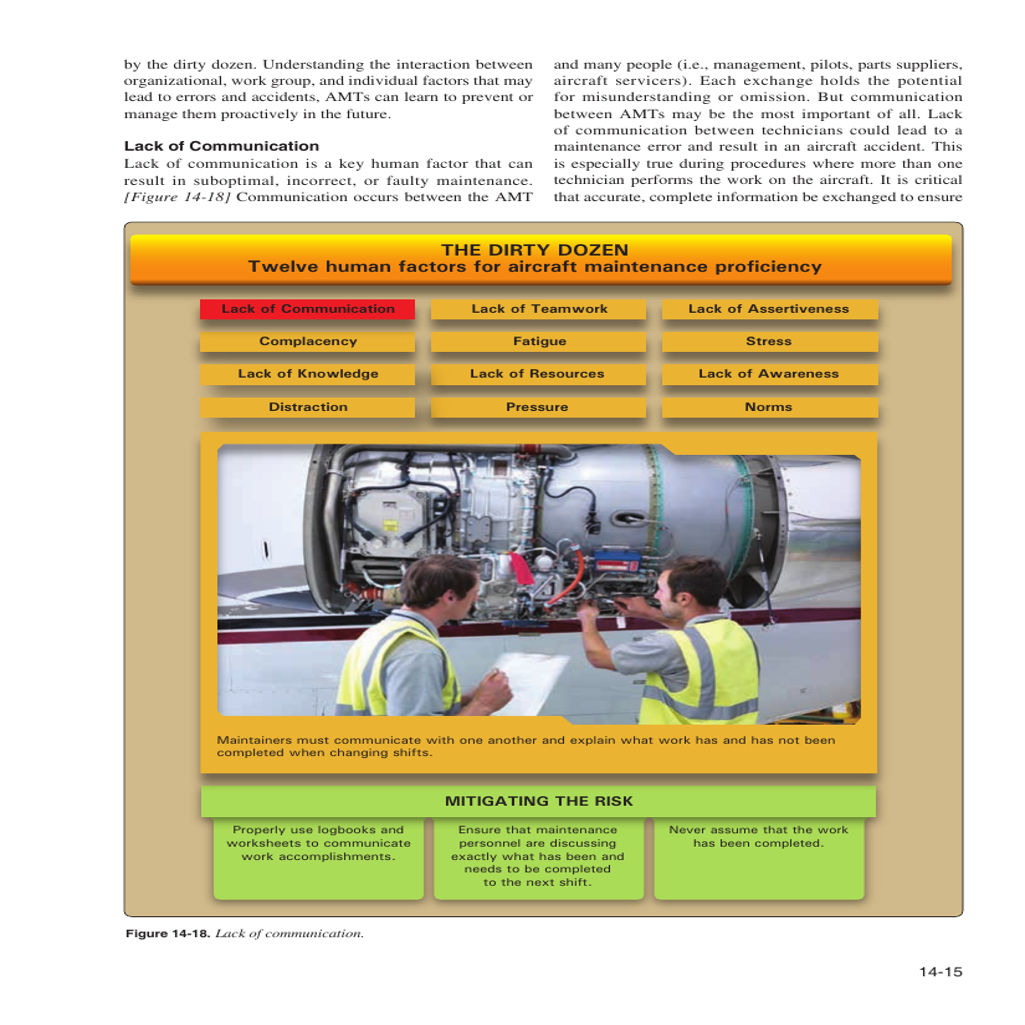 by the dirty dozen. Understanding the interaction between
organizational, work group, and individual factors that may
lead to errors and accidents, AMTs can learn to prevent or
manage them proactively in the future.
Lack of Communication
Lack of communication is a key human factor that can
result in suboptimal, incorrect, or faulty maintenance.
[Figure 14-18] Communication occurs between the AMT
and many people (i.e., management, pilots, parts suppliers,
aircraft servicers). Each exchange holds the potential
for misunderstanding or omission. But communication
between AMTs may be the most important of all. Lack
of communication between technicians could lead to a
maintenance error and result in an aircraft accident. This
is especially true during procedures where more than one
technician performs the work on the aircraft. It is critical
that accurate, complete information be exchanged to ensure
THE DIRTY DOZEN
Twelve human factors for aircraft maintenance proficiency
Lack of Communication
Lack of Teamwork
Lack of Assertiveness
Complacency
Fatigue
Stress
Lack of Knowledge
Lack of Resources
Lack of Awareness
Distraction
Pressure
Norms
Maintainers must communicate with one another and explain what work has and has not been
completed when changing shifts.
MITIGATING THE RISK
Properly use logbooks and
worksheets to communicate
work accomplishments.
Ensure that maintenance
personnel are discussing
exactly what has been and
needs to be completed
to the next shift.
Never assume that the work
has been completed.
Figure 14-18. Lack of communication.
14-15